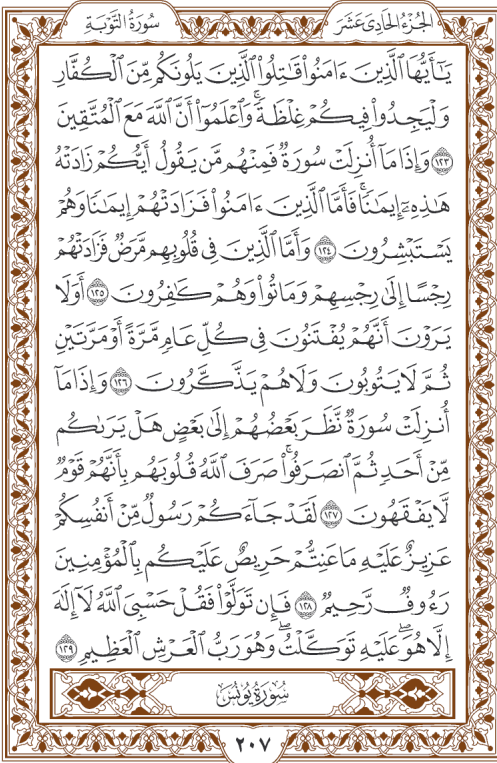 الجزء الحادى عشر
سورة التوبة
يَـٰٓأَيُّهَا ٱلَّذِينَ ءَامَنُوا۟ قَـٰتِلُوا۟ ٱلَّذِينَ يَلُونَكُم مِّنَ ٱلْكُفَّارِ
وَلْيَجِدُوا۟ فِيكُمْ غِلْظَةً ۚ وَٱعْلَمُوٓا۟ أَنَّ ٱللَّهَ مَعَ ٱلْمُتَّقِينَ
١٢٣ وَإِذَا مَآ أُنزِلَتْ سُورَةٌ فَمِنْهُم مَّن يَقُولُ أَيُّكُمْ زَادَتْهُ
هَـٰذِهِۦٓ إِيمَـٰنًا ۚ فَأَمَّا ٱلَّذِينَ ءَامَنُوا۟ فَزَادَتْهُمْ إِيمَـٰنًا وَهُمْ
يَسْتَبْشِرُونَ ١٢٤ وَأَمَّا ٱلَّذِينَ فِى قُلُوبِهِم مَّرَضٌ فَزَادَتْهُمْ
رِجْسًا إِلَىٰ رِجْسِهِمْ وَمَاتُوا۟ وَهُمْ كَـٰفِرُونَ ١٢٥ أَوَلَا
يَرَوْنَ أَنَّهُمْ يُفْتَنُونَ فِى كُلِّ عَامٍ مَّرَّةً أَوْ مَرَّتَيْنِ
ثُمَّ لَا يَتُوبُونَ وَلَا هُمْ يَذَّكَّرُونَ ١٢٦ وَإِذَا مَآ
أُنزِلَتْ سُورَةٌ نَّظَرَ بَعْضُهُمْ إِلَىٰ بَعْضٍ هَلْ يَرَىٰكُم
مِّنْ أَحَدٍ ثُمَّ ٱنصَرَفُوا۟ ۚ صَرَفَ ٱللَّهُ قُلُوبَهُم بِأَنَّهُمْ قَوْمٌ
لَّا يَفْقَهُونَ ١٢٧ لَقَدْ جَآءَكُمْ رَسُولٌ مِّنْ أَنفُسِكُمْ
عَزِيزٌ عَلَيْهِ مَا عَنِتُّمْ حَرِيصٌ عَلَيْكُم بِٱلْمُؤْمِنِينَ
رَءُوفٌ رَّحِيمٌ ١٢٨ فَإِن تَوَلَّوْا۟ فَقُلْ حَسْبِىَ ٱللَّهُ لَآ إِلَـٰهَ
إِلَّا هُوَ ۖ عَلَيْهِ تَوَكَّلْتُ ۖ وَهُوَ رَبُّ ٱلْعَرْشِ ٱلْعَظِيمِ ١٢٩
سُورَةُ يُونُسَ
٢٠٧